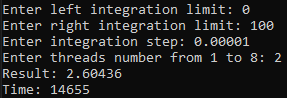 Enter left integration limit: 0
Enter right integration limit: 100
Enter integration step: 0.00001
Enter threads number from 1 to 8: 2
Result: 2.60436
Time: 14655